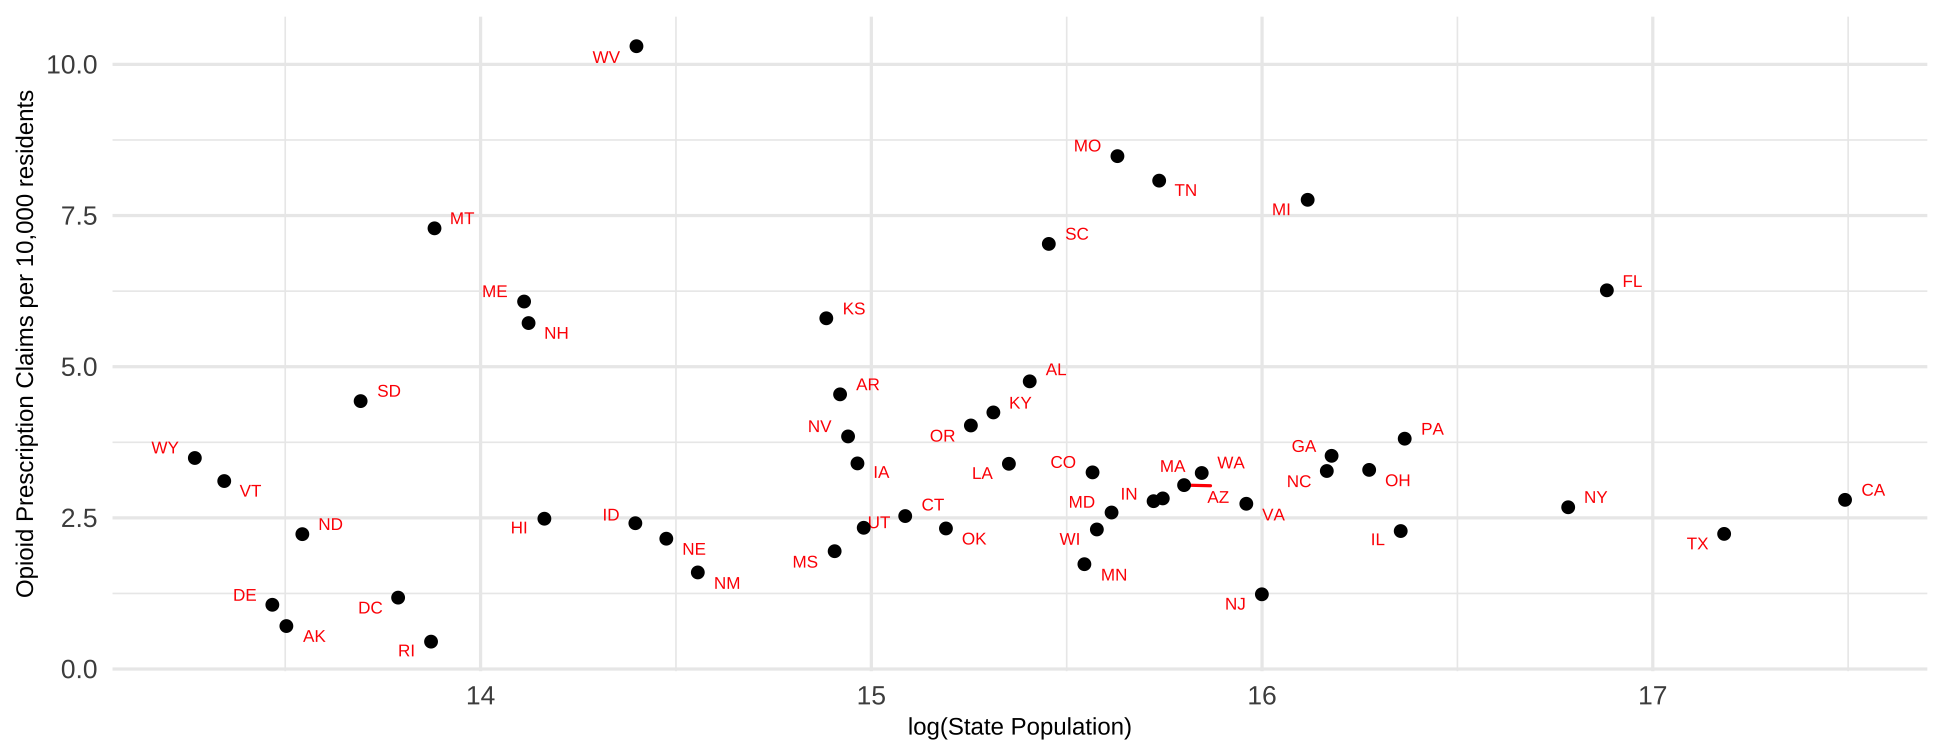 Opioid Prescription Claims per 10,000 residents
10.0
7.5
5.0
2.5
0.0
WV
MO
TN
MI
MT
SC
ME
FL
KS
NH
AL
AR
SD
KY
NV
OR
PA
GA
WY
CO
MA
WA
IA
LA
NC
OH
VT
IN
AZ
CA
MD
NY
CT
ID
VA
ND
HI
UT
OK
WI
IL
TX
NE
MS
MN
NM
DE
DC
NJ
AK
RI
14
15
16
17
log(State Population)